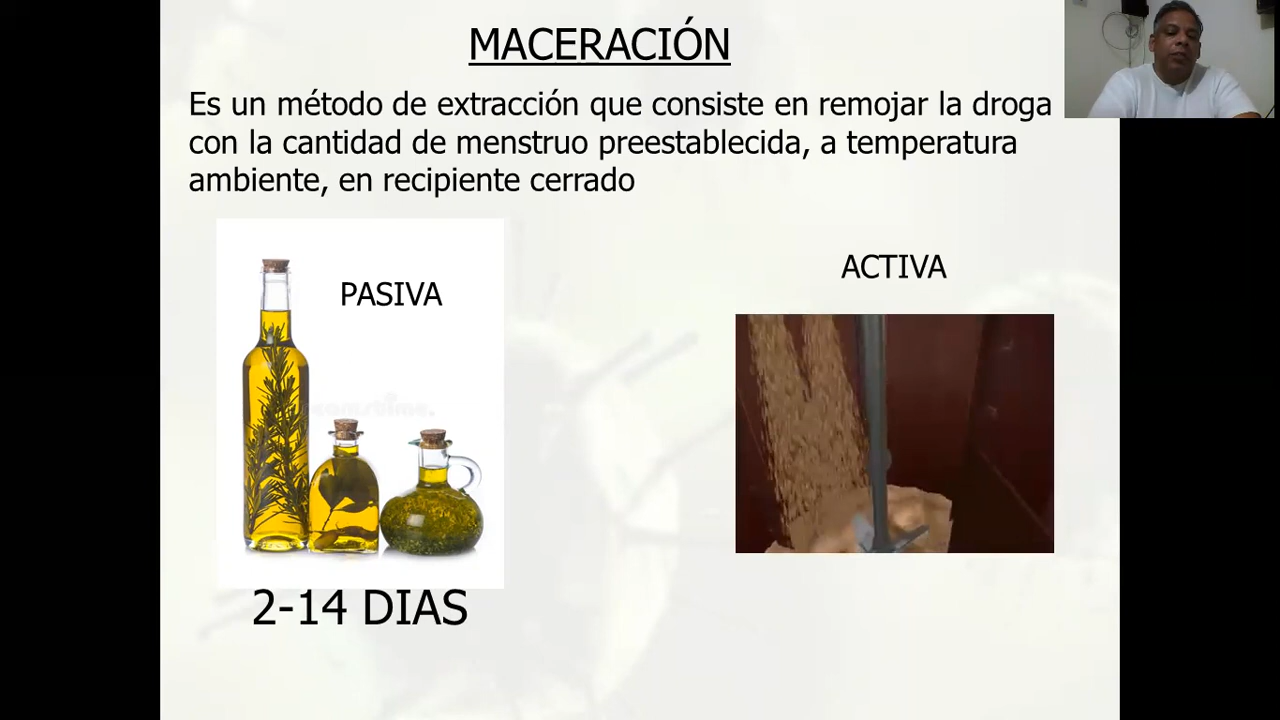 MACERACIÓN
Es un método de extracción que consiste en remojar la droga
con la cantidad de menstruo preestablecida, a temperatura
ambiente, en recipiente cerrado
PASIVA
ACTIVA
2-14 DIAS